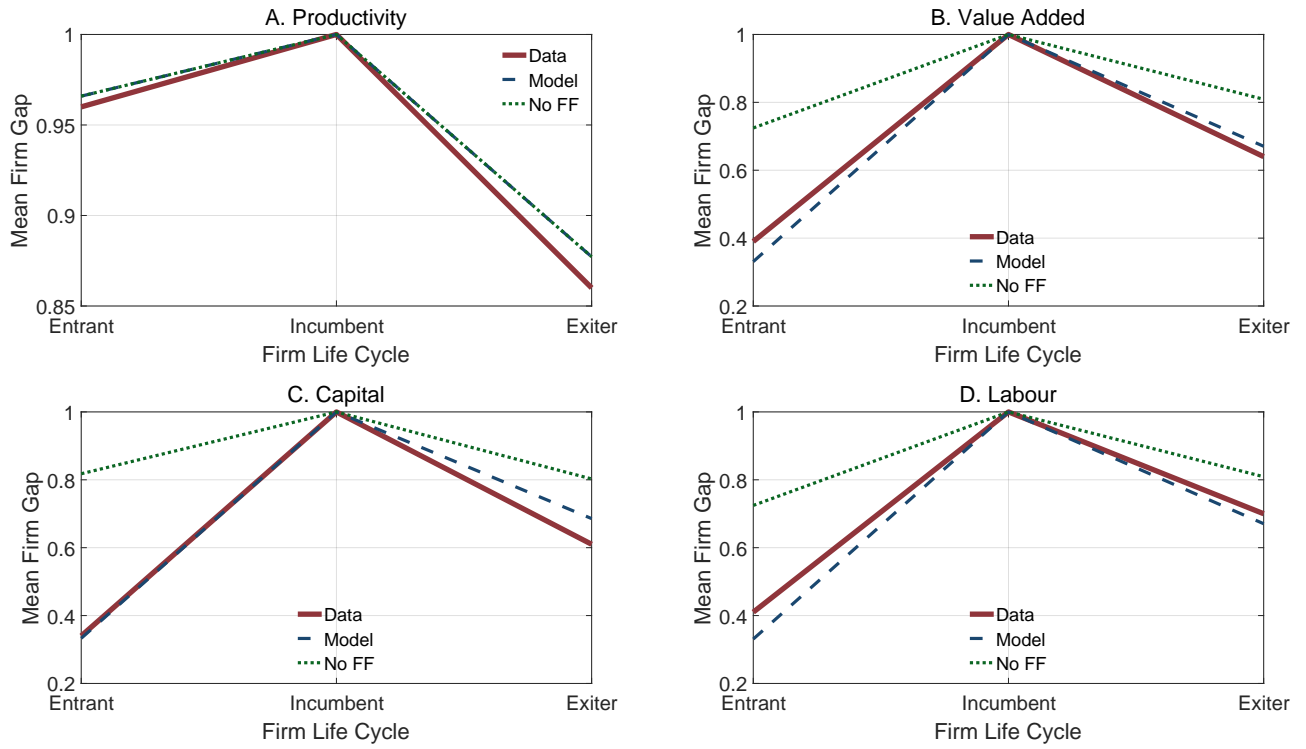 A. Productivity
1
0.95
0.9
0.85
Mean Firm Gap
Data
Model
No FF
Entrant
Incumbent
Exiter
Firm Life Cycle
B. Value Added
1
0.8
0.6
0.4
0.2
Mean Firm Gap
Data
Model
No FF
Entrant
Incumbent
Exiter
Firm Life Cycle
C. Capital
1
0.8
0.6
0.4
0.2
Mean Firm Gap
Data
Model
No FF
Entrant
Incumbent
Exiter
Firm Life Cycle
D. Labour
1
0.8
0.6
0.4
0.2
Mean Firm Gap
Data
Model
No FF
Entrant
Incumbent
Exiter
Firm Life Cycle